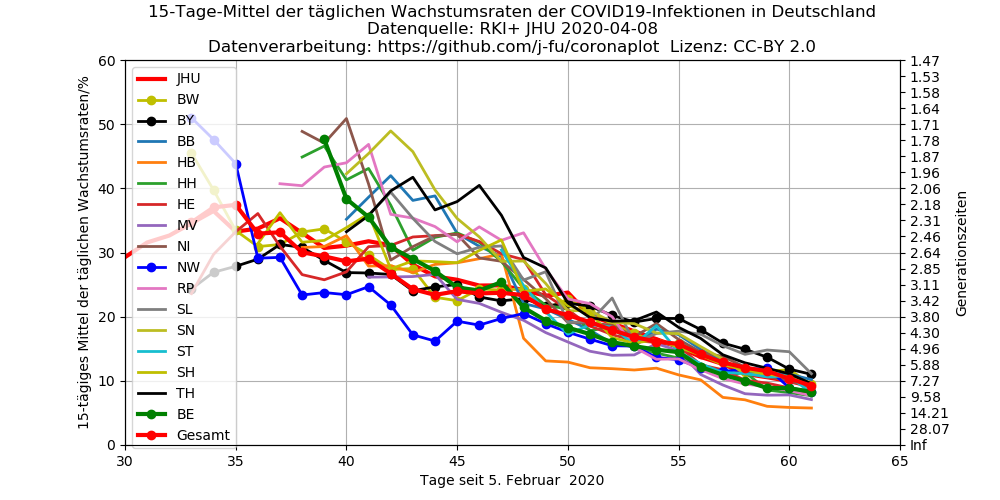 15-Tage-Mittel der täglichen Wachstumsraten der COVID19-Infektionen in Deutschland
Datenquelle: RKI+ JHU 2020-04-08
Datenverarbeitung: https://github.com/j-fu/coronaplot  Lizenz: CC-BY 2.0
15-tägiges Mittel der täglichen Wachstumsraten/%
60
50
40
30
20
10
0
JHU
BW
BY
BB
HB
HH
HE
MV
NI
NW
RP
SL
SN
ST
SH
TH
BE
Gesamt
1.47
1.53
1.58
1.64
1.71
1.78
1.87
1.96
2.06
2.18
2.31
2.46
2.64
2.85
3.11
3.42
3.80
4.30
4.96
5.88
7.27
9.58
14.21
28.07
Inf
Generationszeiten
30 35 40 45 50 55 60 65
Tage seit 5. Februar  2020